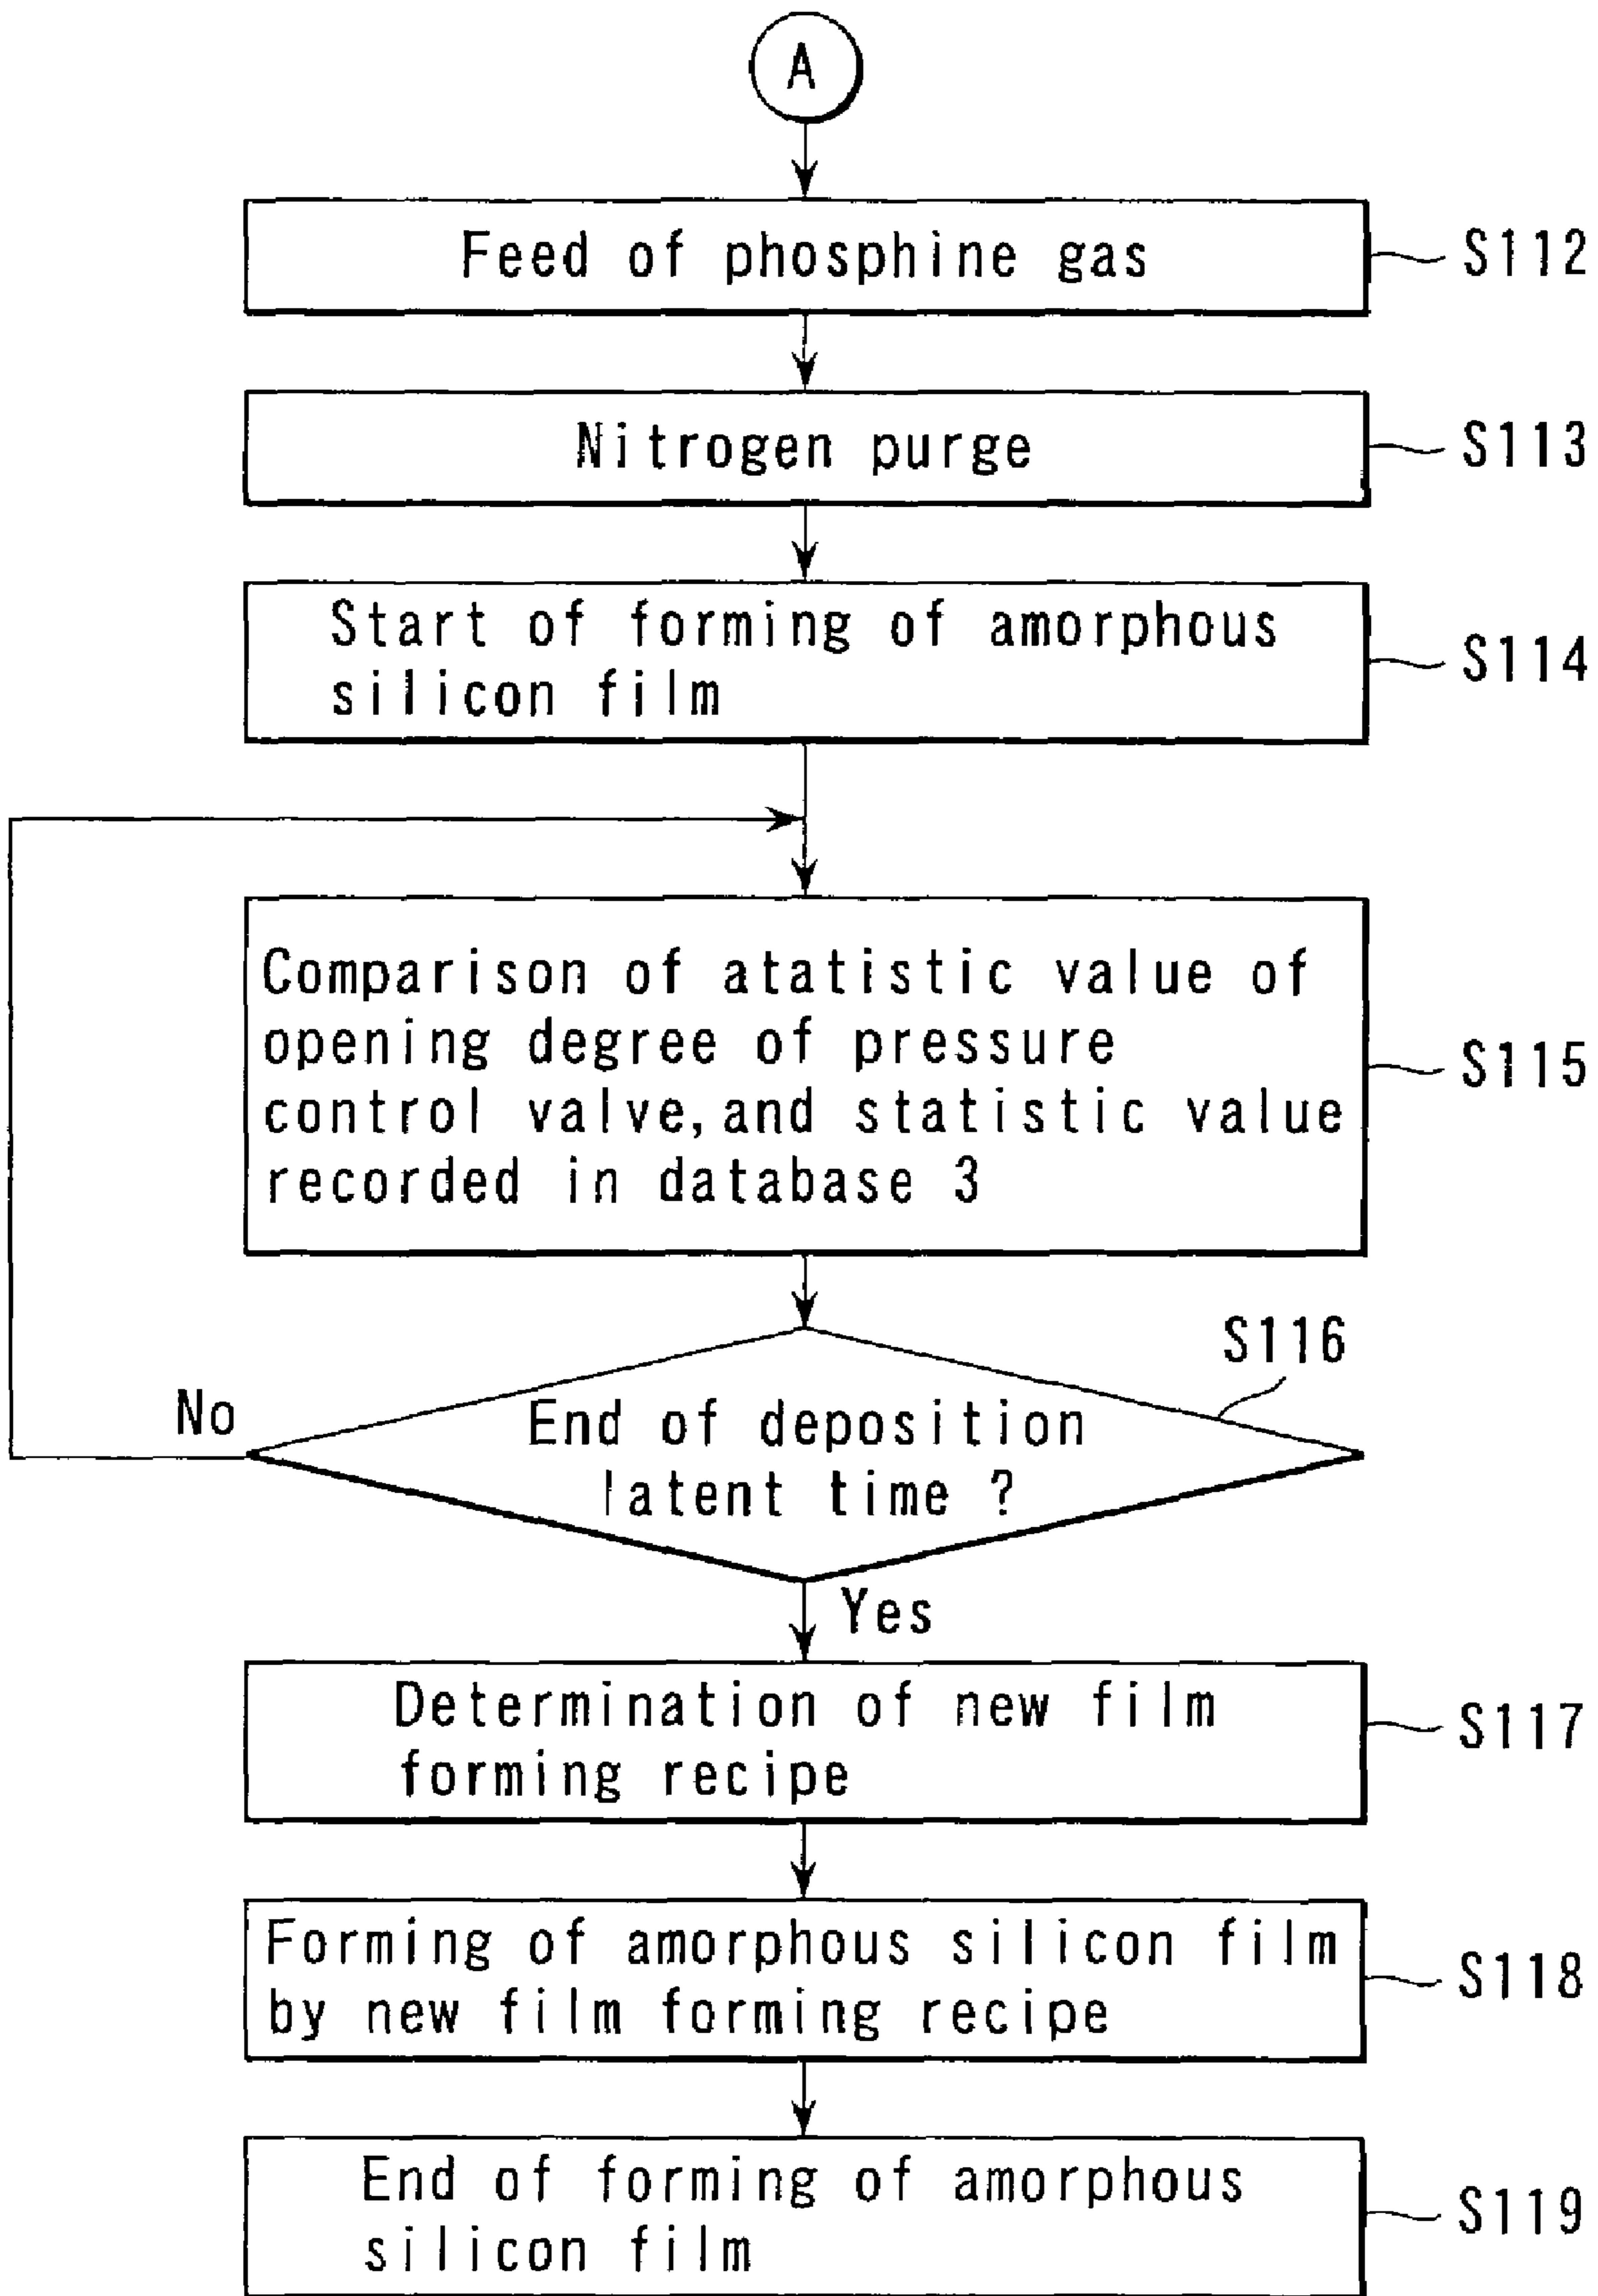 A
Feed of phosphine gas
S112
Nitrogen purge
S113
Start of forming of amorphous
silicon film
S114
Comparison of atatistic value of
opening degree of pressure
control valve, and statistic value
recorded in database 3
S115
S116
No
End of deposition
latent time ?
Yes
Determination of new film
forming recipe
S117
Forming of amorphous silicon film
by new film forming recipe
S118
End of forming of amorphous
silicon film
S119